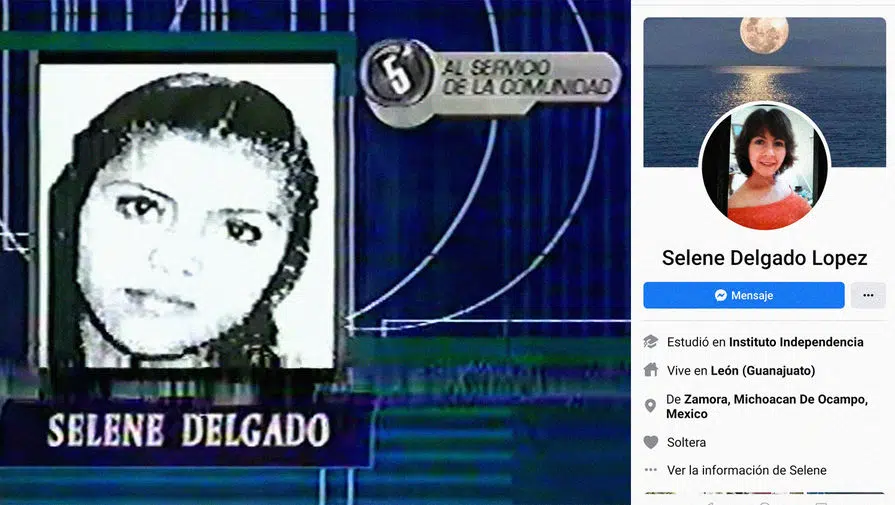 5
AL SERVICIO
DE LA COMUNIDAD
SELENE DELGADO
Selene Delgado Lopez
Mensaje
Estudió en Instituto Independencia
Vive en León (Guanajuato)
De Zamora, Michoacan De Ocampo,
Mexico
Soltera
Ver la información de Selene